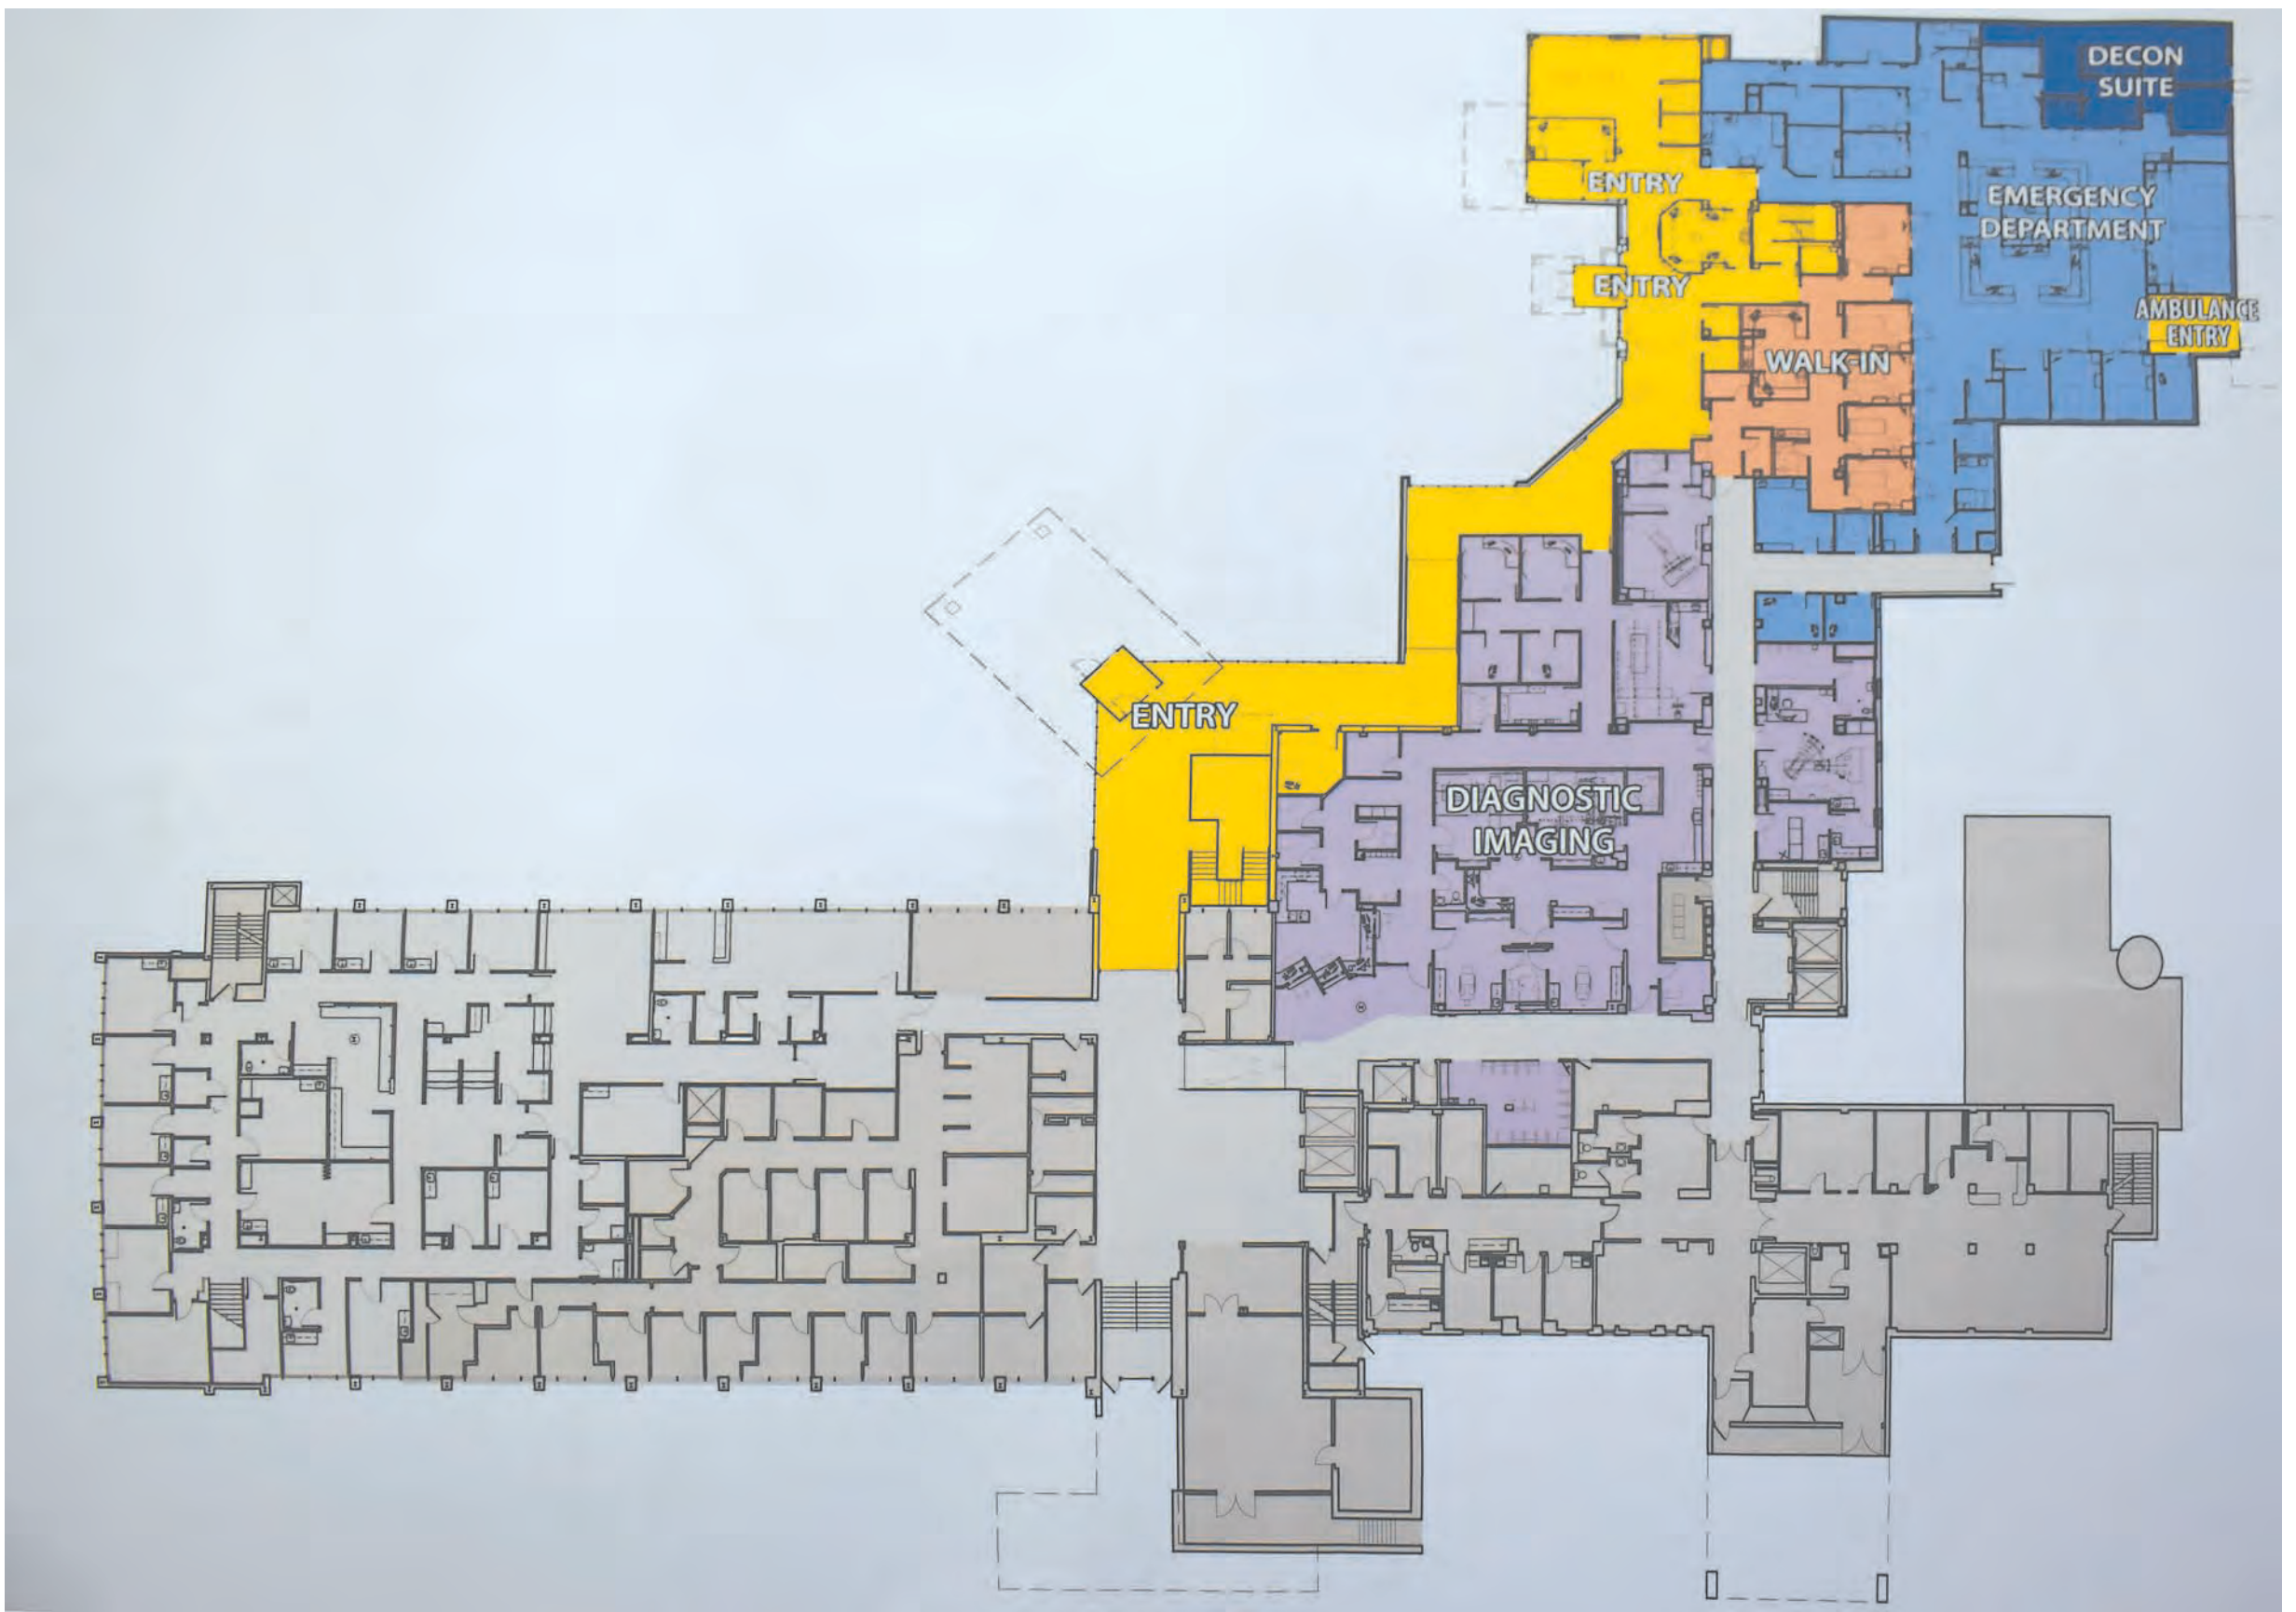 DECON
SUITE
ENTRY
EMERGENCY
DEPARTMENT
ENTRY
AMBULANCE
ENTRY
WALK-IN
ENTRY
DIAGNOSTIC
IMAGING